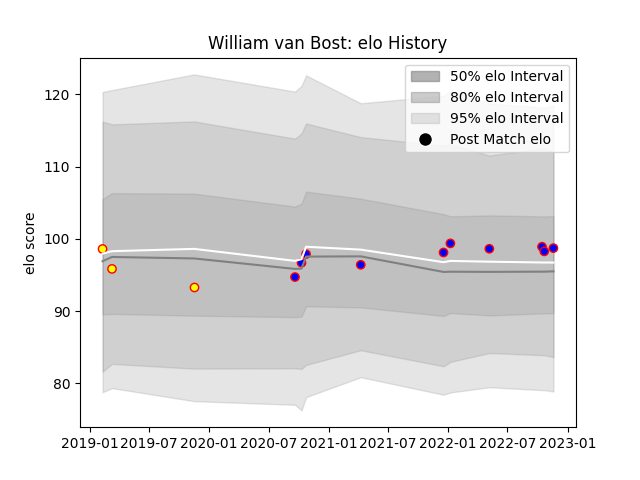 William van Bost: elo History
50% elo Interval
80% elo Interval
95% elo Interval
Post Match elo
elo score
120
110
100
90
80
2019-01 2019-07 2020-01 2020-07 2021-01 2021-07 2022-01 2022-07 2023-01